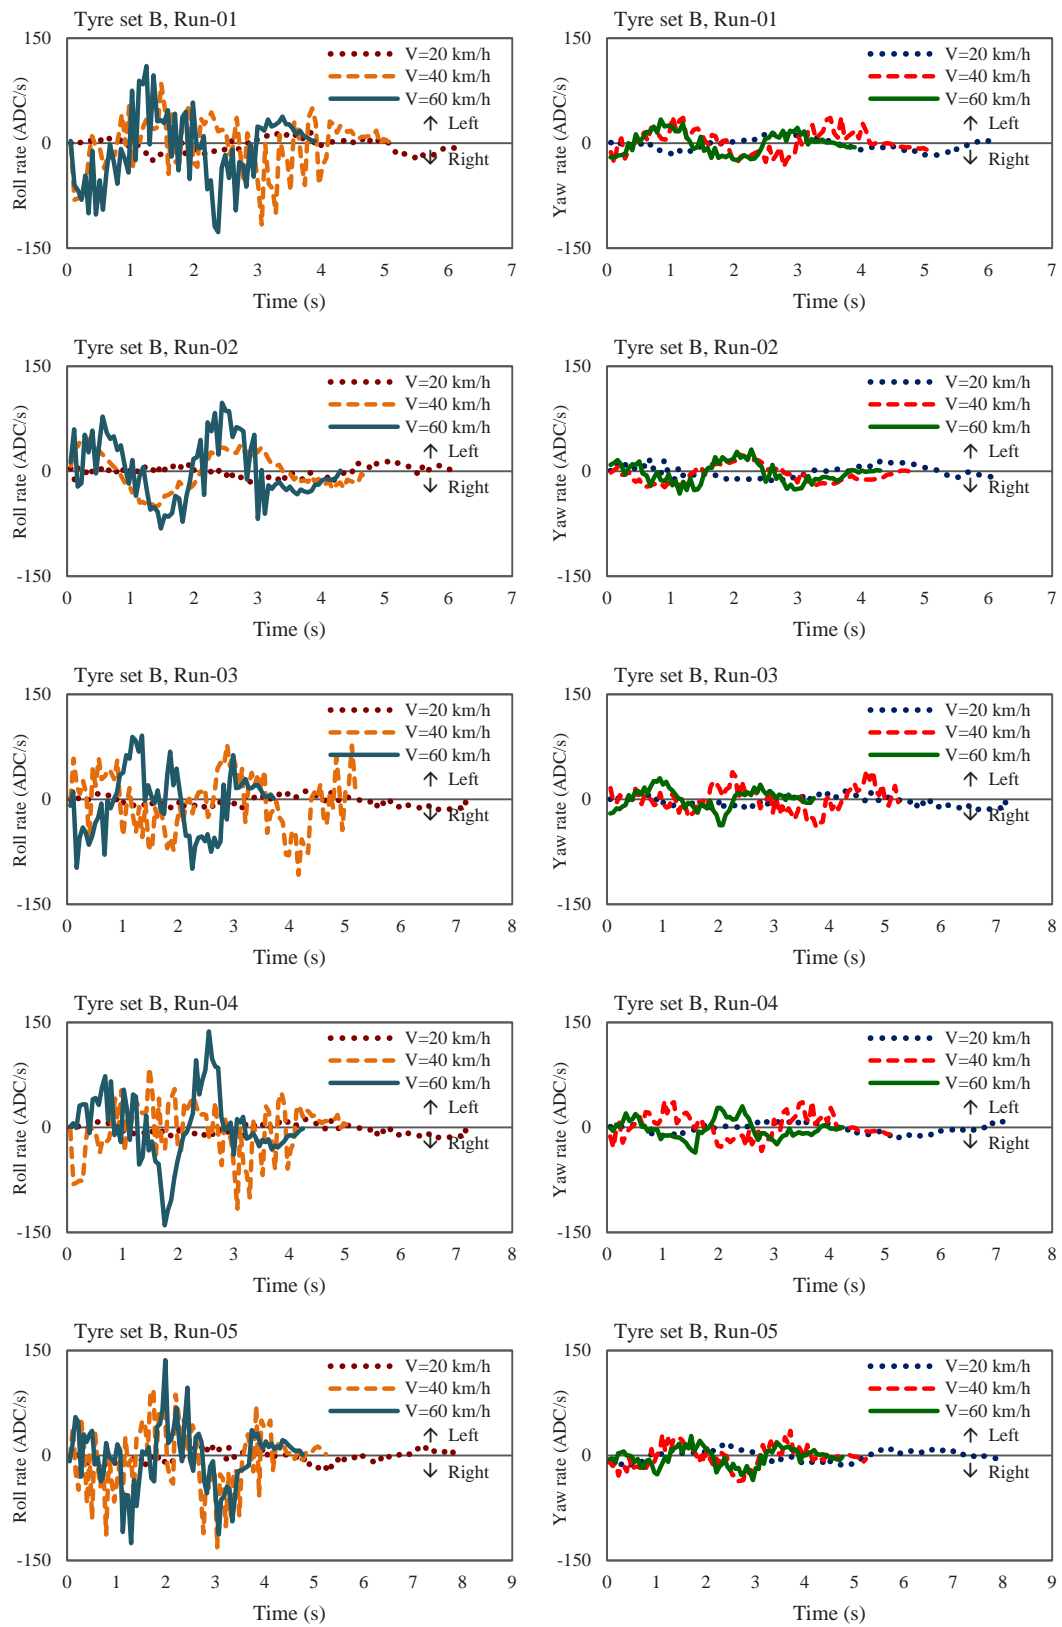 Tyre set B, Run-01
150
0
-150
Roll rate (ADC/s)
V=20 km/h
V=40 km/h
V=60 km/h
↑ Left
↓ Right
0 1 2 3 4 5 6 7
Time (s)
Tyre set B, Run-01
150
0
-150
Yaw rate (ADC/s)
V=20 km/h
V=40 km/h
V=60 km/h
↑ Left
↓ Right
0 1 2 3 4 5 6 7
Time (s)
Tyre set B, Run-02
150
0
-150
Roll rate (ADC/s)
V=20 km/h
V=40 km/h
V=60 km/h
↑ Left
↓ Right
0 1 2 3 4 5 6 7
Time (s)
Tyre set B, Run-02
150
0
-150
Yaw rate (ADC/s)
V=20 km/h
V=40 km/h
V=60 km/h
↑ Left
↓ Right
0 1 2 3 4 5 6 7
Time (s)
Tyre set B, Run-03
150
0
-150
Roll rate (ADC/s)
V=20 km/h
V=40 km/h
V=60 km/h
↑ Left
↓ Right
0 1 2 3 4 5 6 7 8
Time (s)
Tyre set B, Run-03
150
0
-150
Yaw rate (ADC/s)
V=20 km/h
V=40 km/h
V=60 km/h
↑ Left
↓ Right
0 1 2 3 4 5 6 7 8
Time (s)
Tyre set B, Run-04
150
0
-150
Roll rate (ADC/s)
V=20 km/h
V=40 km/h
V=60 km/h
↑ Left
↓ Right
0 1 2 3 4 5 6 7 8
Time (s)
Tyre set B, Run-04
150
0
-150
Yaw rate (ADC/s)
V=20 km/h
V=40 km/h
V=60 km/h
↑ Left
↓ Right
0 1 2 3 4 5 6 7 8
Time (s)
Tyre set B, Run-05
150
0
-150
Roll rate (ADC/s)
V=20 km/h
V=40 km/h
V=60 km/h
↑ Left
↓ Right
0 1 2 3 4 5 6 7 8 9
Time (s)
Tyre set B, Run-05
150
0
-150
Yaw rate (ADC/s)
V=20 km/h
V=40 km/h
V=60 km/h
↑ Left
↓ Right
0 1 2 3 4 5 6 7 8 9
Time (s)